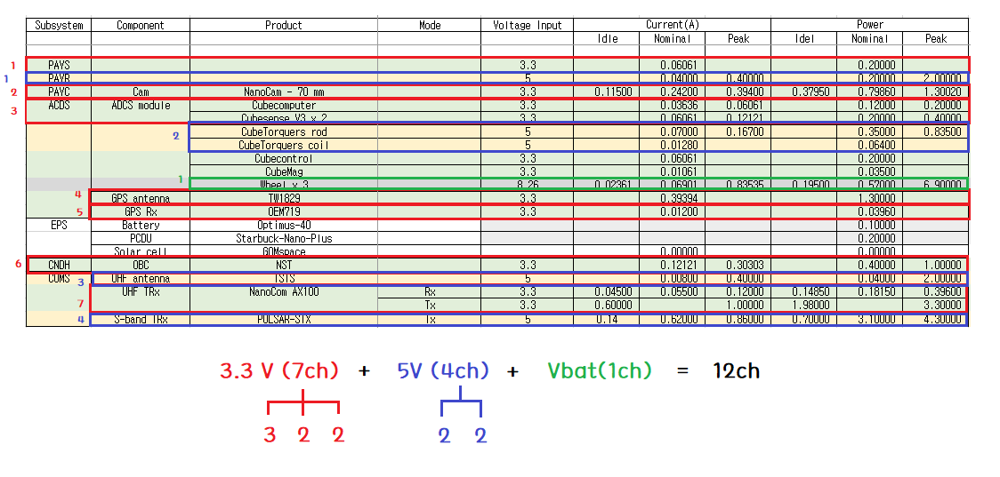 Subsystem Component Product Mode Voltage Input Current(A) Power
Idle Nominal Peak Idel Nominal Peak
1 PAYS 3.3 0.06061 0.20000
1 PAYR 5 0.04000 0.40000 0.20000 2.00000
2 PAYC Cam NanoCam - 70 mm 3.3 0.11500 0.24200 0.39400 0.37950 0.79860 1.30020
3 ACDS ADCS module Cubecomputer 3.3 0.03636 0.06061 0.12000 0.20000
Cubesense V3 x 2 3.3 0.06061 0.12121 0.20000 0.40000
2 CubeTorquers rod 5 0.07000 0.16700 0.35000 0.83500
CubeTorquers coil 5 0.01280 0.06400
Cubecontrol 3.3 0.06061 0.20000
CubeMag 3.3 0.01061 0.03500
1 Wheel x 3 8.26 0.02361 0.06901 0.83535 0.19500 0.57000 6.90000
4 GPS antenna TW1829 3.3 0.39394 1.30000
5 GPS Rx OEM719 3.3 0.01200 0.03960
EPS Battery Optimus-40 0.10000
PCDU Starbuck-Nano-Plus 0.20000
Solar cell GOMspace 0.00000 0.00000
6 CNDH OBC NST 3.3 0.12121 0.30303 0.40000 1.00000
COMS 3 UHF antenna ISIS 5 0.00800 0.40000 0.04000 2.00000
UHF TRx NanoCom AX100 Rx 3.3 0.04500 0.05500 0.12000 0.14850 0.18150 0.39600
7 Tx 3.3 0.60000 1.00000 1.98000 3.30000
4 S-band TRx PULSAR-STX Tx 5 0.14 0.62000 0.86000 0.70000 3.10000 4.30000
3.3 V (7ch) + 5V (4ch) + Vbat(1ch) = 12ch
3 2 2 2 2